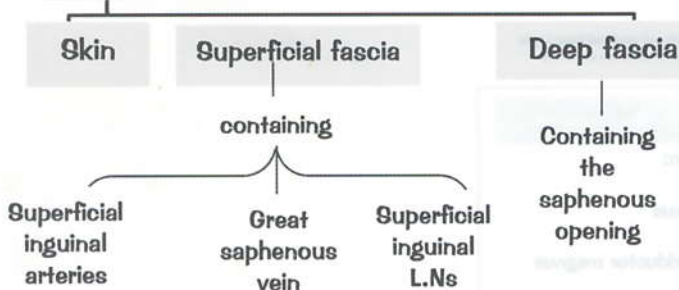 Skin
Superficial fascia
Deep fascia
containing
Containing
the
saphenous
opening
Superficial
inguinal
arteries
Great
saphenous
vein
Superficial
inguinal
L.Ns